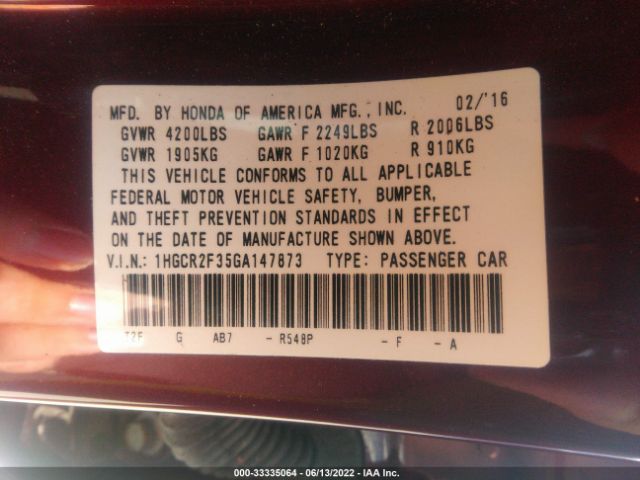 MFD. BY HONDA OF AMERICA MFG., INC. 02/'16
GVWR 4200LBS GAWR F 2249LBS R 2006LBS
GVWR 1905KG GAWR F 1020KG R 910KG
THIS VEHICLE CONFORMS TO ALL APPLICABLE
FEDERAL MOTOR VEHICLE SAFETY, BUMPER,
AND THEFT PREVENTION STANDARDS IN EFFECT
ON THE DATE OF MANUFACTURE SHOWN ABOVE.
V.I.N.: 1HGCR2F35GA147873 TYPE: PASSENGER CAR
T2F G AB7 - R548P - F - A
000-33335064 - 06/13/2022 - IAA Inc.